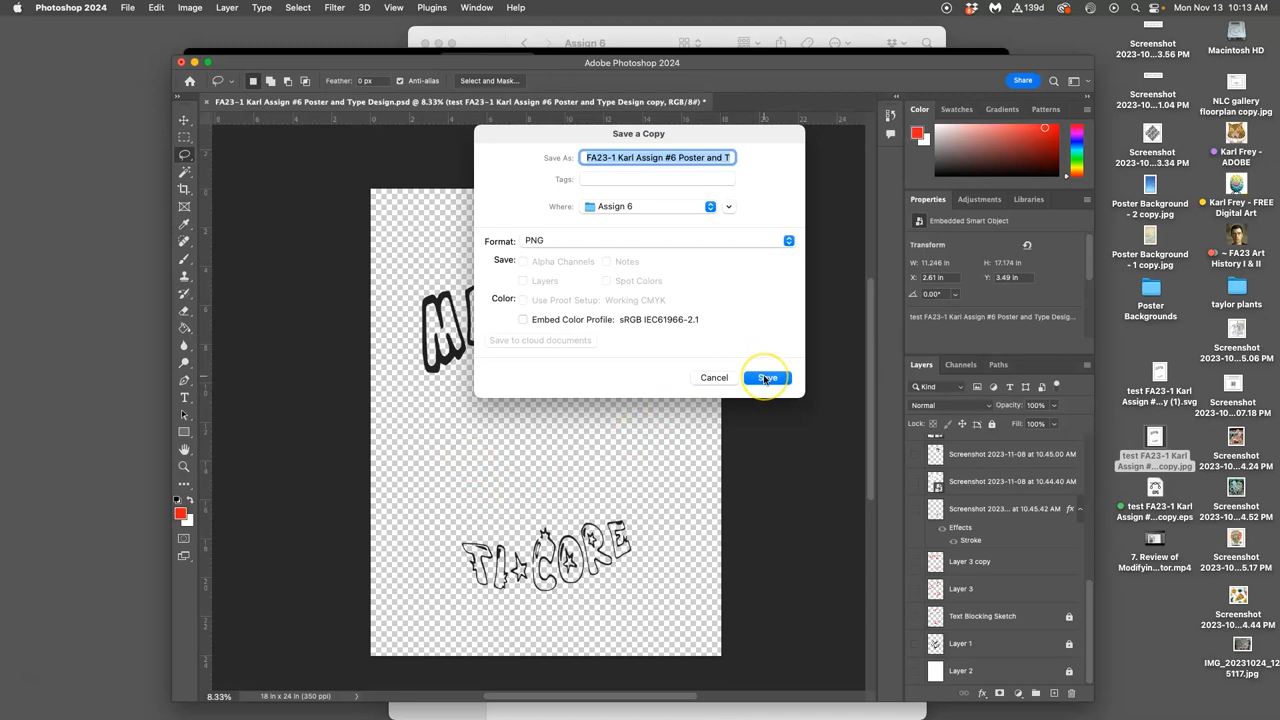 Photoshop 2024 File Edit Image Layer Type Select Filter 3D View Plugins Window Help
139d
Mon Nov 13 10:13 AM
Assign 6
Adobe Photoshop 2024
Feather: 0 px Anti-alias Select and Mask... Share
FA23-1 Karl Assign #6 Poster and Type Design.psd @ 8.33% (test FA23-1 Karl Assign #6 Poster and Type Design copy, RGB/8#) *
Save a Copy
Save As: FA23-1 Karl Assign #6 Poster and T
Tags:
Where: Assign 6
Format: PNG
Save: Alpha Channels Notes
Layers Spot Colors
Color: Use Proof Setup: Working CMYK
Embed Color Profile: sRGB IEC61966-2.1
Save to cloud documents
Cancel Save
TI CORE
8.33% 18 in x 24 in (350 ppi)
Color Swatches Gradients Patterns
Properties Adjustments Libraries
Embedded Smart Object
Transform
W: 11.246 in H: 17.174 in
X: 2.61 in Y: 3.49 in
0.00°
test FA23-1 Karl Assign #6 Poster and Type Desig...
Layers Channels Paths
Kind
Normal Opacity: 100%
Lock: Fill: 100%
Screenshot 2023-11-08 at 10.45.00 AM
Screenshot 2023-11-08 at 10.44.40 AM
Screenshot 2023... at 10.45.42 AM fx
Effects
Stroke
Layer 3 copy
Layer 3
Text Blocking Sketch
Layer 1
Layer 2
Screenshot
2023-10...3.56 PM
Macintosh HD
Screenshot
2023-10...1.04 PM
NLC gallery
floorplan copy.jpg
Screenshot
2023-10...4.43 PM
Karl Frey -
ADOBE
Poster Background
- 2 copy.jpg
Karl Frey - FREE
Digital Art
Poster Background
- 1 copy.jpg
~ FA23 Art
History I & II
Poster
Backgrounds
taylor plants
Screenshot
2023-10...5.06 PM
test FA23-1 Karl
Assign #...y (1).svg
Screenshot
2023-10...07.18 PM
test FA23-1 Karl
Assign #...copy.jpg
Screenshot
2023-10...4.24 PM
test FA23-1 Karl
Assign #...copy.eps
Screenshot
2023-10...4.52 PM
7. Review of
Modifyin...tor.mp4
Screenshot
2023-10...5.17 PM
Screenshot
2023-10...4.44 PM
IMG_20231024_12
5117.jpg